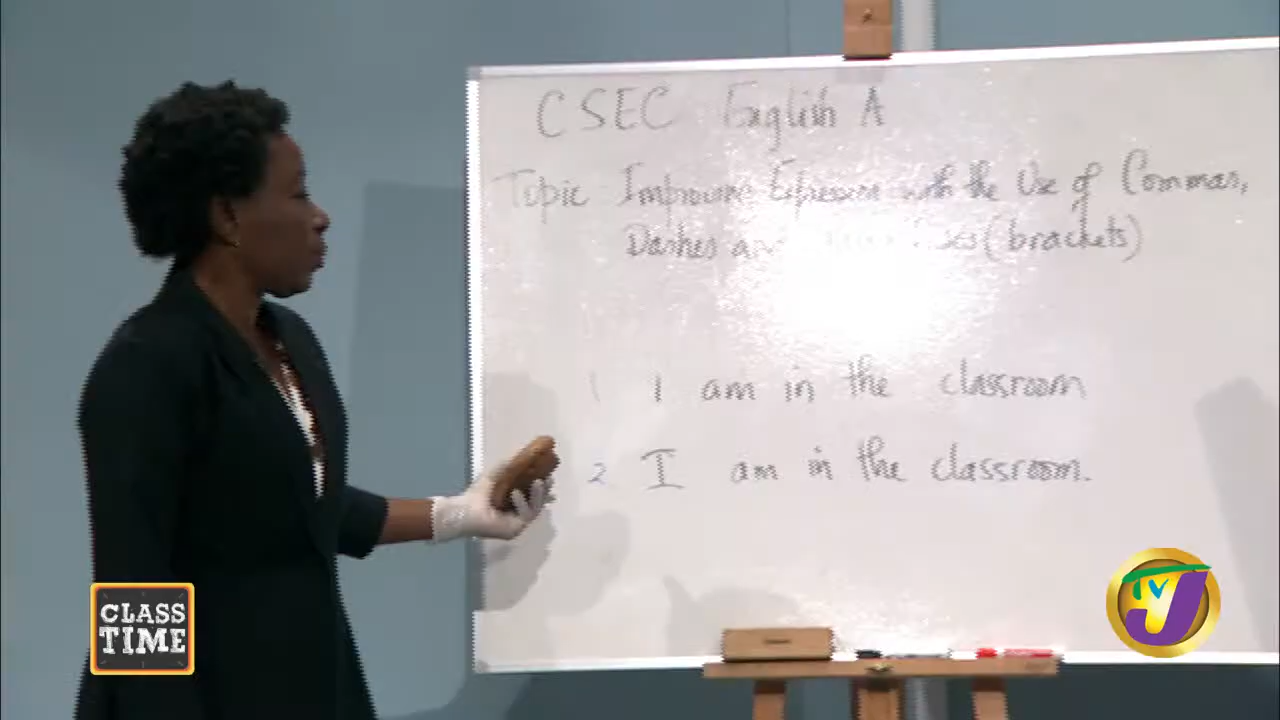 CSEC English A
Topic Improving Expression with the Use of Commas,
Dashes and (brackets)
1 I am in the classroom
2 I am in the classroom.
CLASS
TIME
TVJ